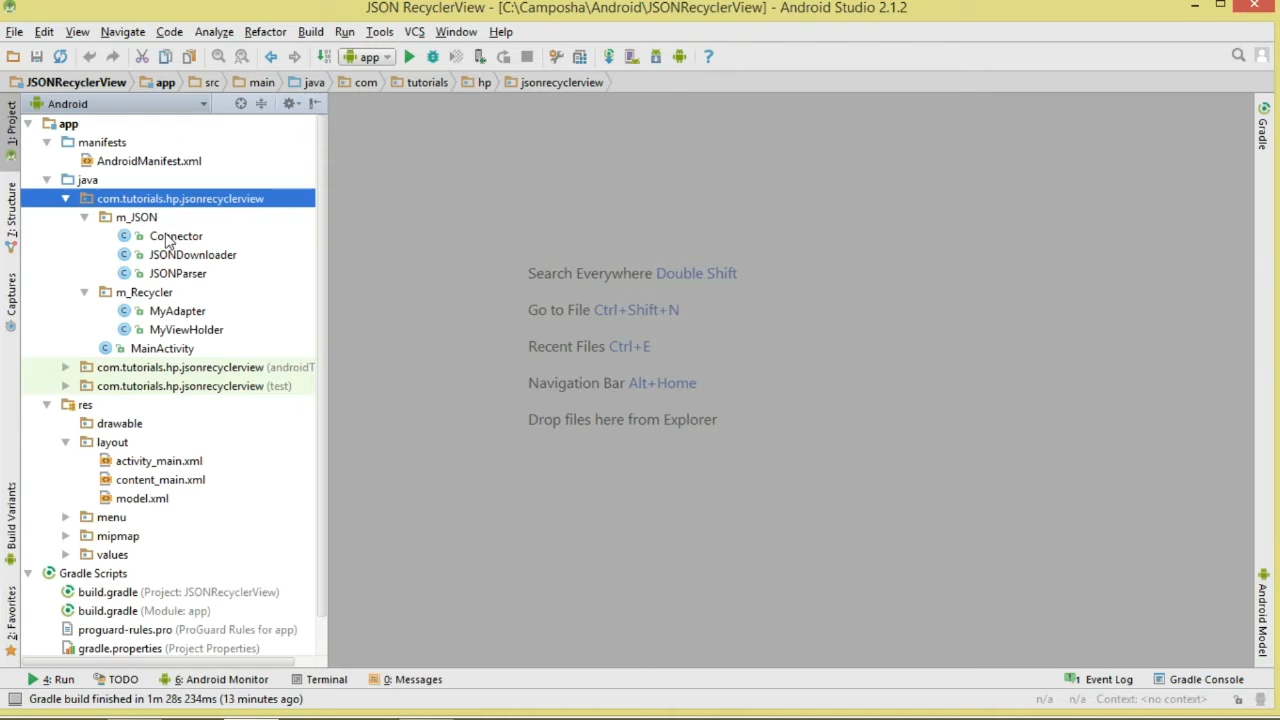 JSON RecyclerView - [C:\Camposha\Android\JSONRecyclerView] - Android Studio 2.1.2
File Edit View Navigate Code Analyze Refactor Build Run Tools VCS Window Help
app
JSONRecyclerView app src main java com tutorials hp jsonrecyclerview
1: Project
Z: Structure
Captures
Build Variants
2: Favorites
Android
app
manifests
AndroidManifest.xml
java
com.tutorials.hp.jsonrecyclerview
m_JSON
Connector
JSONDownloader
JSONParser
m_Recycler
MyAdapter
MyViewHolder
MainActivity
com.tutorials.hp.jsonrecyclerview (androidT
com.tutorials.hp.jsonrecyclerview (test)
res
drawable
layout
activity_main.xml
content_main.xml
model.xml
menu
mipmap
values
Gradle Scripts
build.gradle (Project: JSONRecyclerView)
build.gradle (Module: app)
proguard-rules.pro (ProGuard Rules for app)
gradle.properties (Project Properties)
Search Everywhere Double Shift
Go to File Ctrl+Shift+N
Recent Files Ctrl+E
Navigation Bar Alt+Home
Drop files here from Explorer
Gradle
Android Model
4: Run TODO 6: Android Monitor Terminal 0: Messages 1 Event Log Gradle Console
Gradle build finished in 1m 28s 234ms (13 minutes ago) n/a n/a Context: <no context>